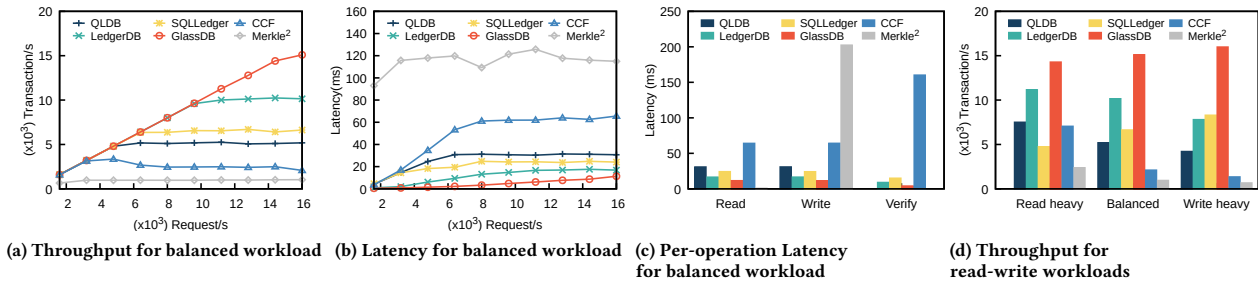 QLDB
SQLLedger
CCF
LedgerDB
GlassDB
Merkle²
20
15
10
5
0
2 4 6 8 10 12 14 16
(x10³) Transaction/s
(x10³) Request/s
(a) Throughput for balanced workload
QLDB
SQLLedger
CCF
LedgerDB
GlassDB
Merkle²
160
140
120
100
80
60
40
20
0
2 4 6 8 10 12 14 16
Latency(ms)
(x10³) Request/s
(b) Latency for balanced workload
QLDB
SQLLedger
CCF
LedgerDB
GlassDB
Merkle²
250
200
150
100
50
0
Latency (ms)
Read Write Verify
(c) Per-operation Latency
for balanced workload
QLDB
SQLLedger
CCF
LedgerDB
GlassDB
Merkle²
20
15
10
5
0
(x10³) Transaction/s
Read heavy Balanced Write heavy
(d) Throughput for
read-write workloads